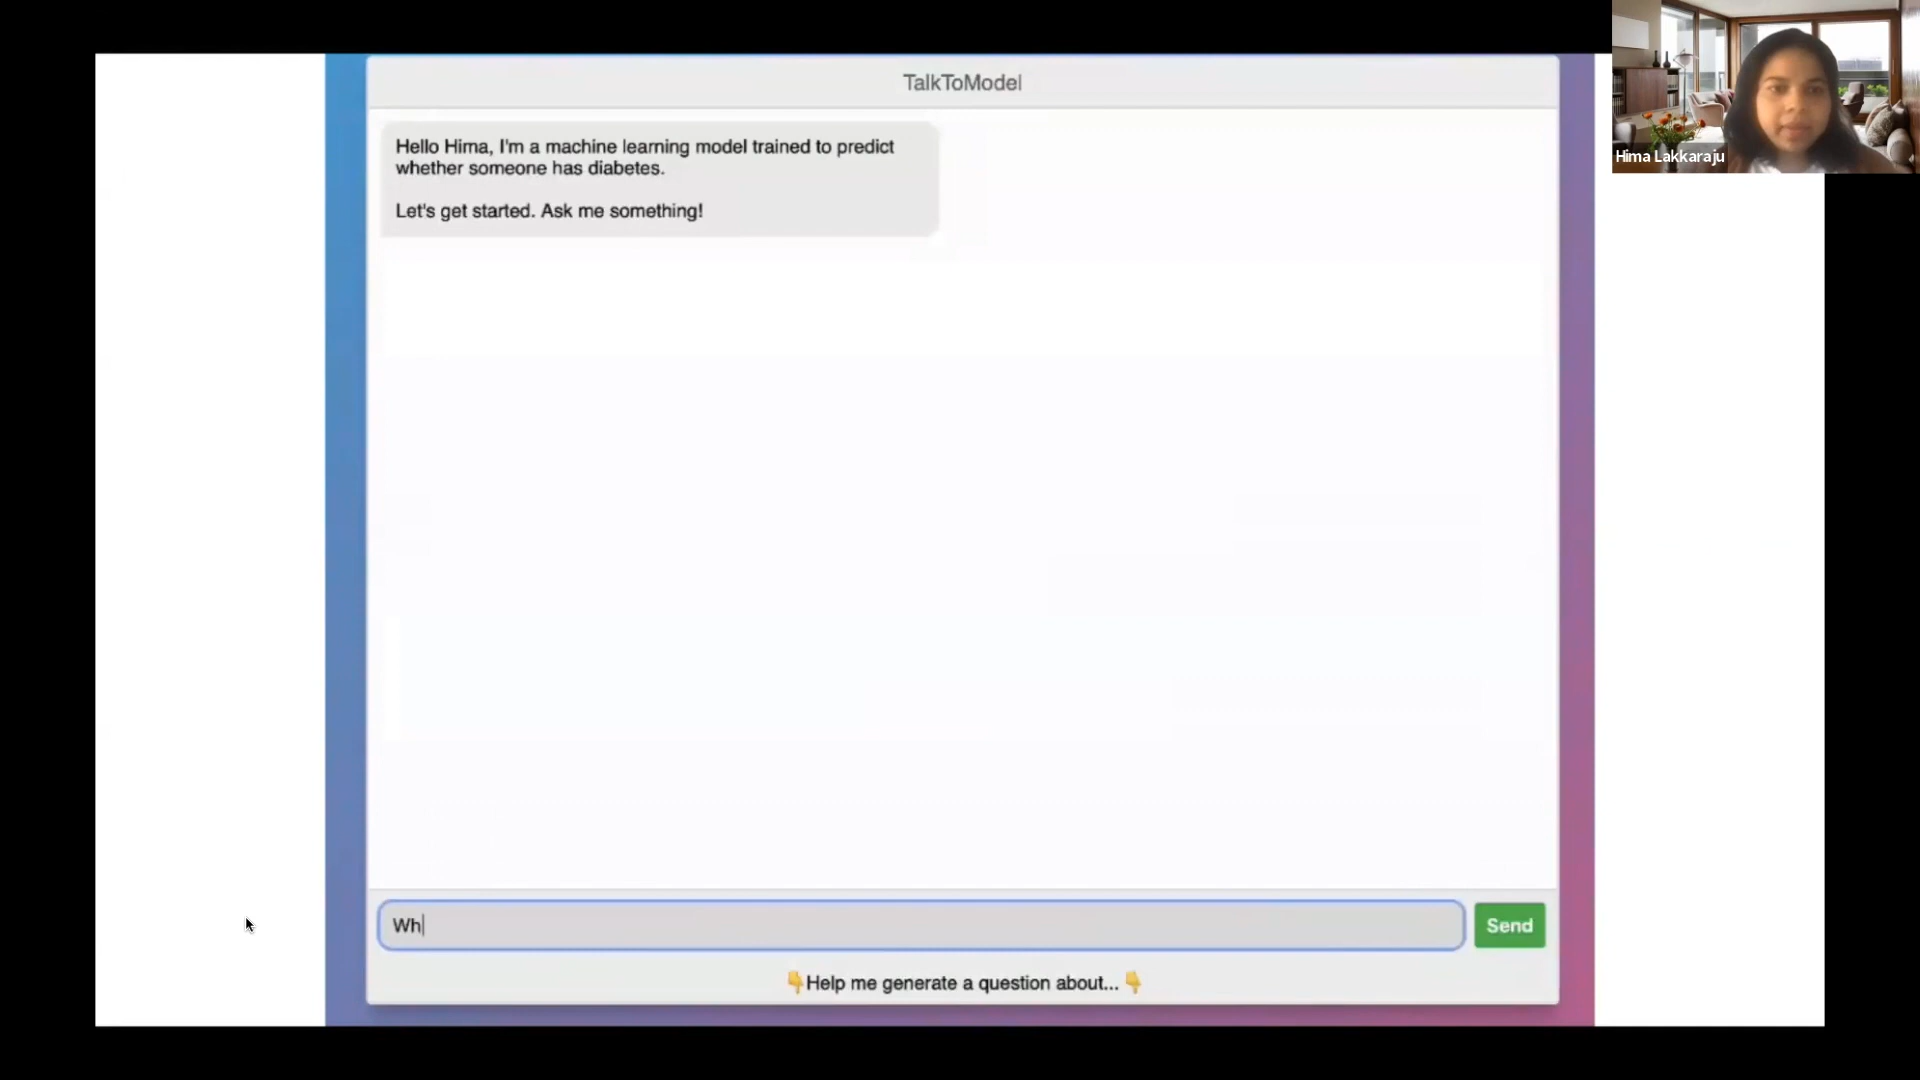 TalkToModel
Hello Hima, I'm a machine learning model trained to predict
whether someone has diabetes.
Let's get started. Ask me something!
Hima Lakkaraju
Wh
Send
👇Help me generate a question about... 👇